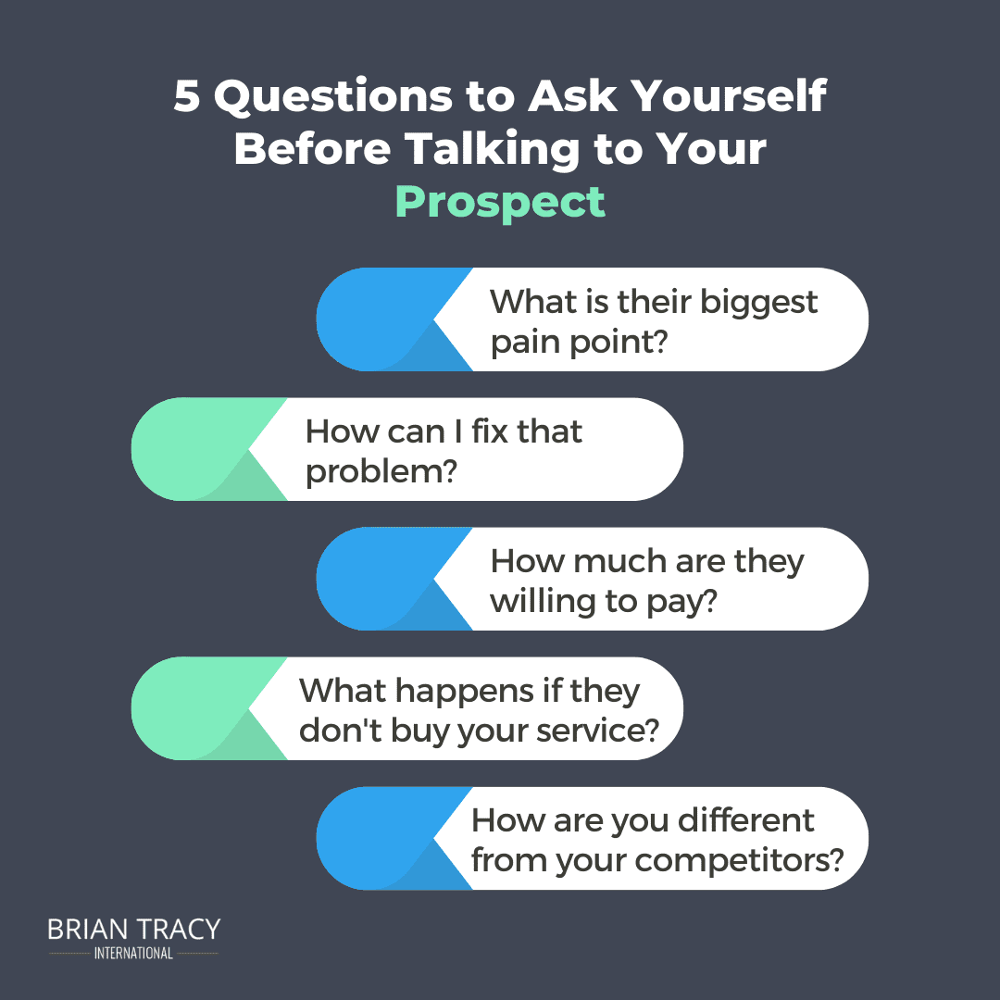 5 Questions to Ask Yourself
Before Talking to Your
Prospect
What is their biggest
pain point?
How can I fix that
problem?
How much are they
willing to pay?
What happens if they
don't buy your service?
How are you different
from your competitors?
BRIAN TRACY
INTERNATIONAL